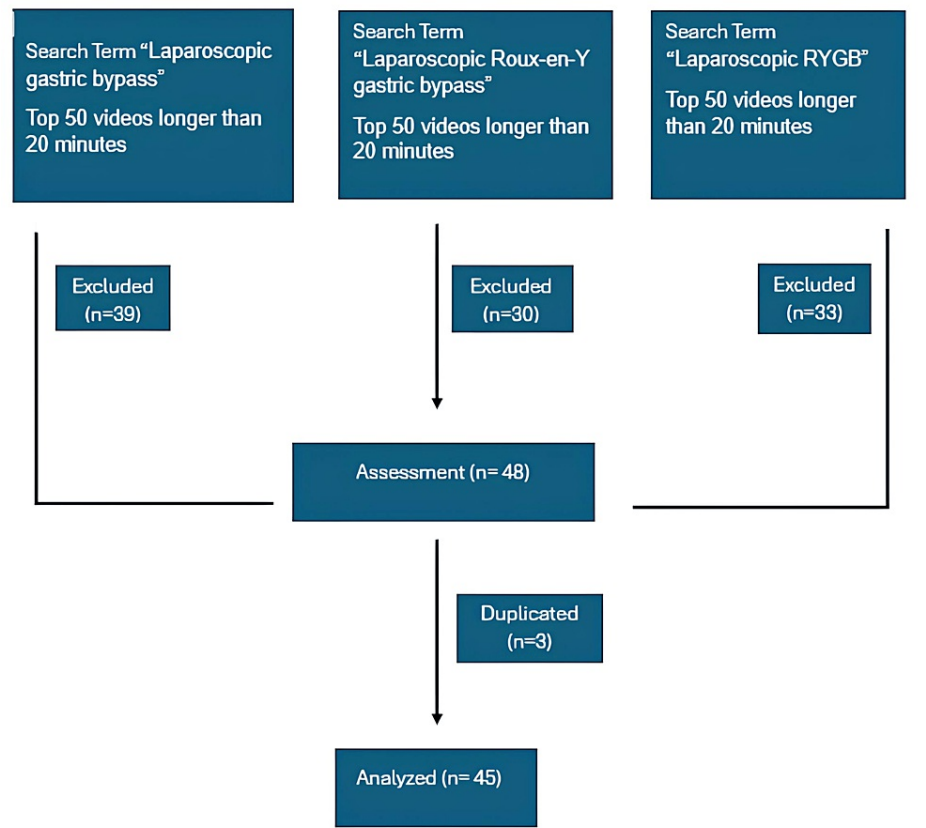 Search Term “Laparoscopic
gastric bypass”
Top 50 videos longer than
20 minutes
Search Term
“Laparoscopic Roux-en-Y
gastric bypass”
Top 50 videos longer than
20 minutes
Search Term
“Laparoscopic RYGB”
Top 50 videos longer
than 20 minutes
Excluded
(n=39)
Excluded
(n=30)
Excluded
(n=33)
Assessment (n= 48)
Duplicated
(n=3)
Analyzed (n= 45)